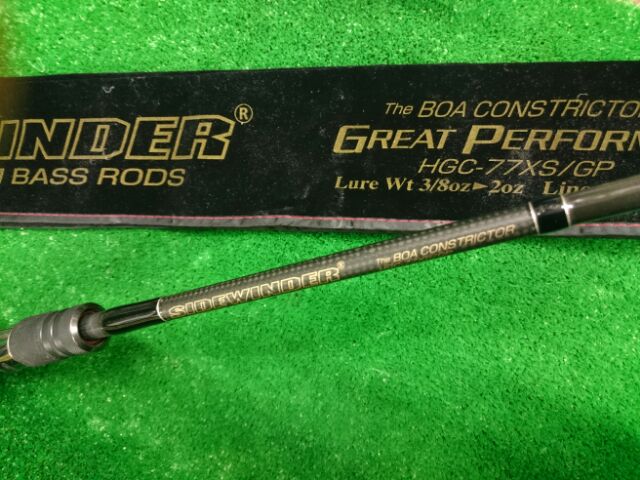 INDER®
BASS RODS
The BOA CONSTRICTO
GREAT PERFORM
HGC-77XS/GP
Lure Wt 3/8oz►2oz Line
SIDEWINDER® The BOA CONSTRICTOR